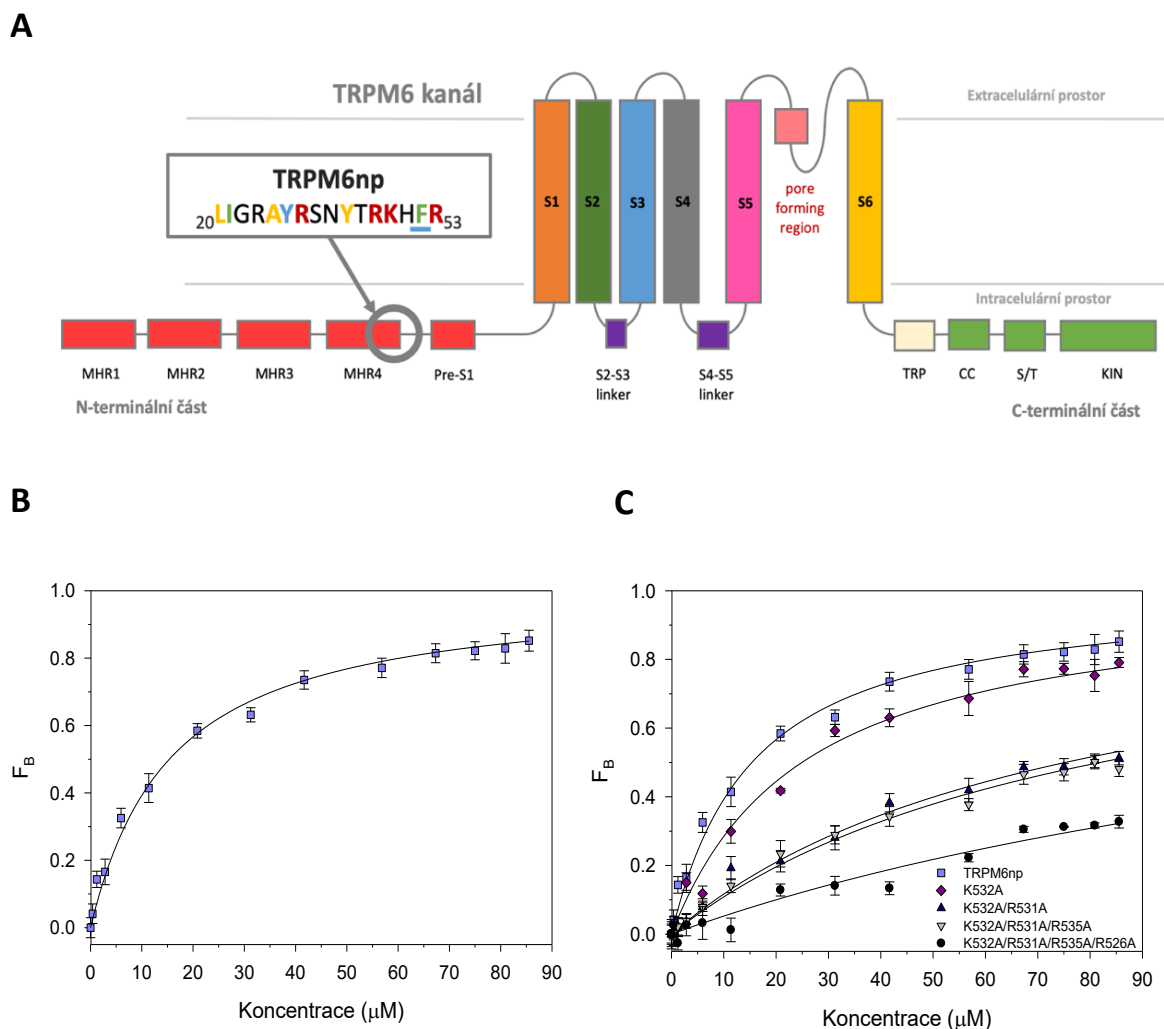 A
TRPM6 kanál
Extracelulární prostor
TRPM6np
20LIGRAYRSNYTRKHFR53
S1
S2
S3
S4
S5
S6
pore
forming
region
Intracelulární prostor
MHR1
MHR2
MHR3
MHR4
Pre-S1
S2-S3
linker
S4-S5
linker
TRP
CC
S/T
KIN
N-terminální část
C-terminální část
B
1.0
0.8
0.6
0.4
0.2
0.0
FB
0
10
20
30
40
50
60
70
80
90
Koncentrace (μM)
C
1.0
0.8
0.6
0.4
0.2
0.0
FB
TRPM6np
K532A
K532A/R531A
K532A/R531A/R535A
K532A/R531A/R535A/R526A
0
10
20
30
40
50
60
70
80
90
Koncentrace (μM)